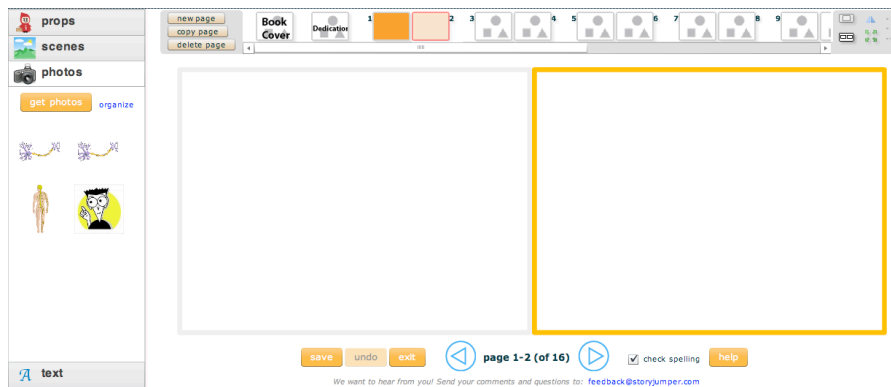 props
scenes
photos
get photos organize
text
new page
copy page
delete page
Book
Cover
Dedication
1 2 3 4 5 6 7 8 9
save undo exit page 1-2 (of 16) check spelling help
We want to hear from you! Send your comments and questions to: feedback@storyjumper.com